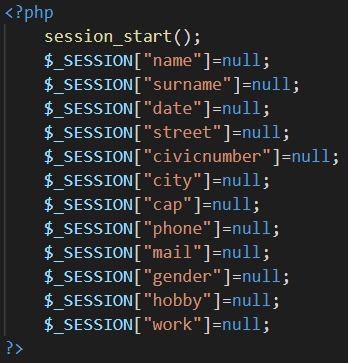 <?php
    session_start();
    $_SESSION["name"]=null;
    $_SESSION["surname"]=null;
    $_SESSION["date"]=null;
    $_SESSION["street"]=null;
    $_SESSION["civicnumber"]=null;
    $_SESSION["city"]=null;
    $_SESSION["cap"]=null;
    $_SESSION["phone"]=null;
    $_SESSION["mail"]=null;
    $_SESSION["gender"]=null;
    $_SESSION["hobby"]=null;
    $_SESSION["work"]=null;
?>